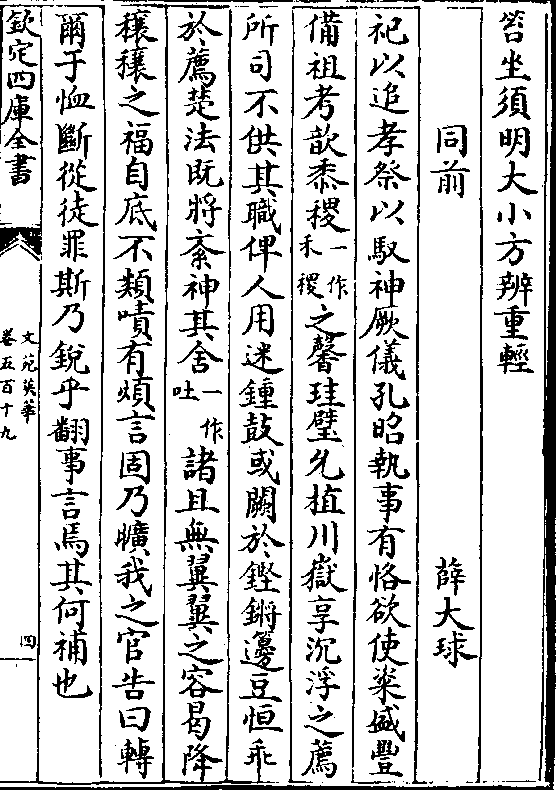 笞坐須明大小方辨重輕
同前　薛大球
祀以追孝祭以馭神厥儀孔昭執事有恪欲使粢盛豐
備祖考歆黍稷一作禾稷之馨珪璧允植川嶽享沉浮之薦
所司不供其職俾人用迷鍾鼓或闕於鏗鏘籩豆恒乖
於薦楚法既將紊神其舍一作吐諸且無翼翼之容曷降
穰穰之福自底不類嘖有煩言固乃曠我之官告曰轉
爾于恤斷從徒罪斯乃銳乎翻事言焉其何補也
欽定四庫全書
文苑英華
卷五百十九
四